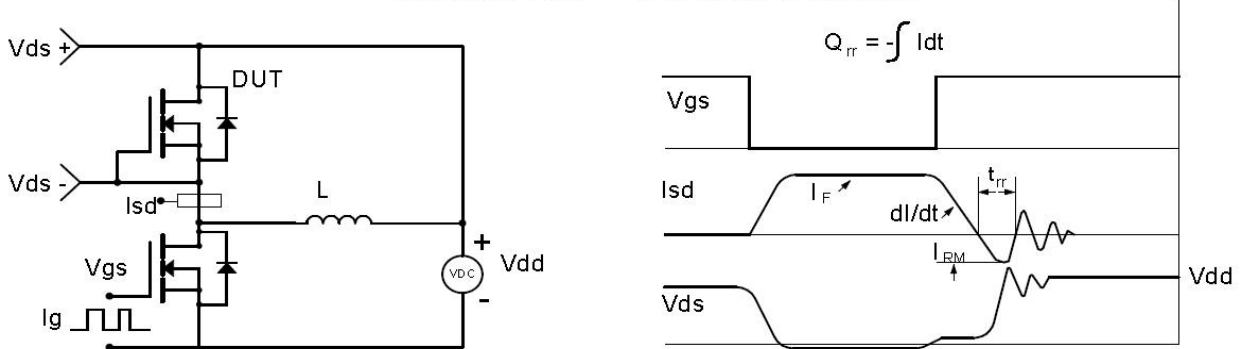 Vds +
DUT
Vds -
Isd
L
Vgs
Ig
+
VDC
-
Vdd
Q rr = -∫ Idt
Vgs
Isd
I F
dI/dt
t rr
I RM
Vds
Vdd